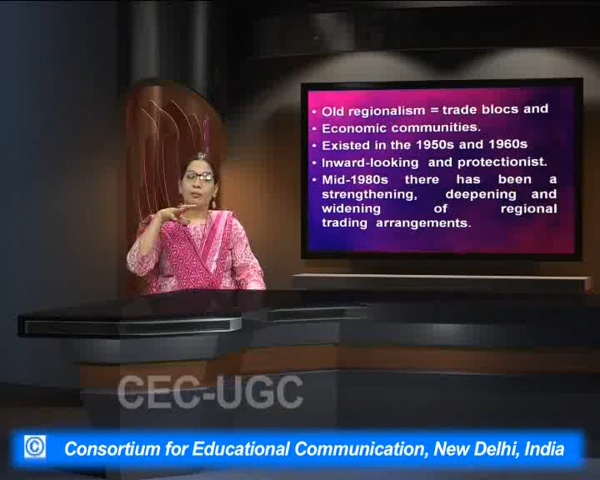 • Old regionalism = trade blocs and
• Economic communities.
• Existed in the 1950s and 1960s
• Inward-looking and protectionist.
• Mid-1980s there has been a
strengthening, deepening and
widening of regional
trading arrangements.
CEC-UGC
© Consortium for Educational Communication, New Delhi, India